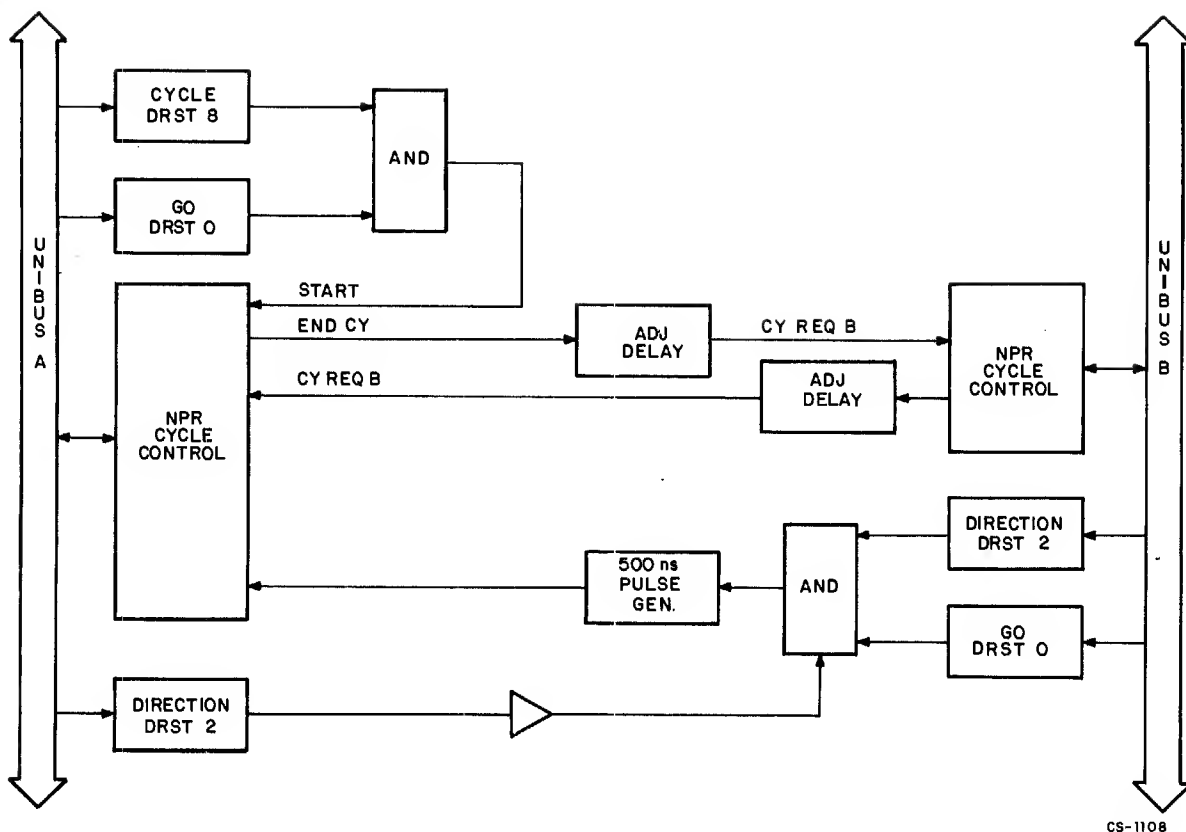 UNIBUS A
CYCLE
DRST 8
GO
DRST 0
AND
START
END CY
ADJ
DELAY
CY REQ B
NPR
CYCLE
CONTROL
UNIBUS B
CY REQ B
ADJ
DELAY
NPR
CYCLE
CONTROL
DIRECTION
DRST 2
500 ns
PULSE
GEN.
AND
GO
DRST 0
DIRECTION
DRST 2
CS-1108